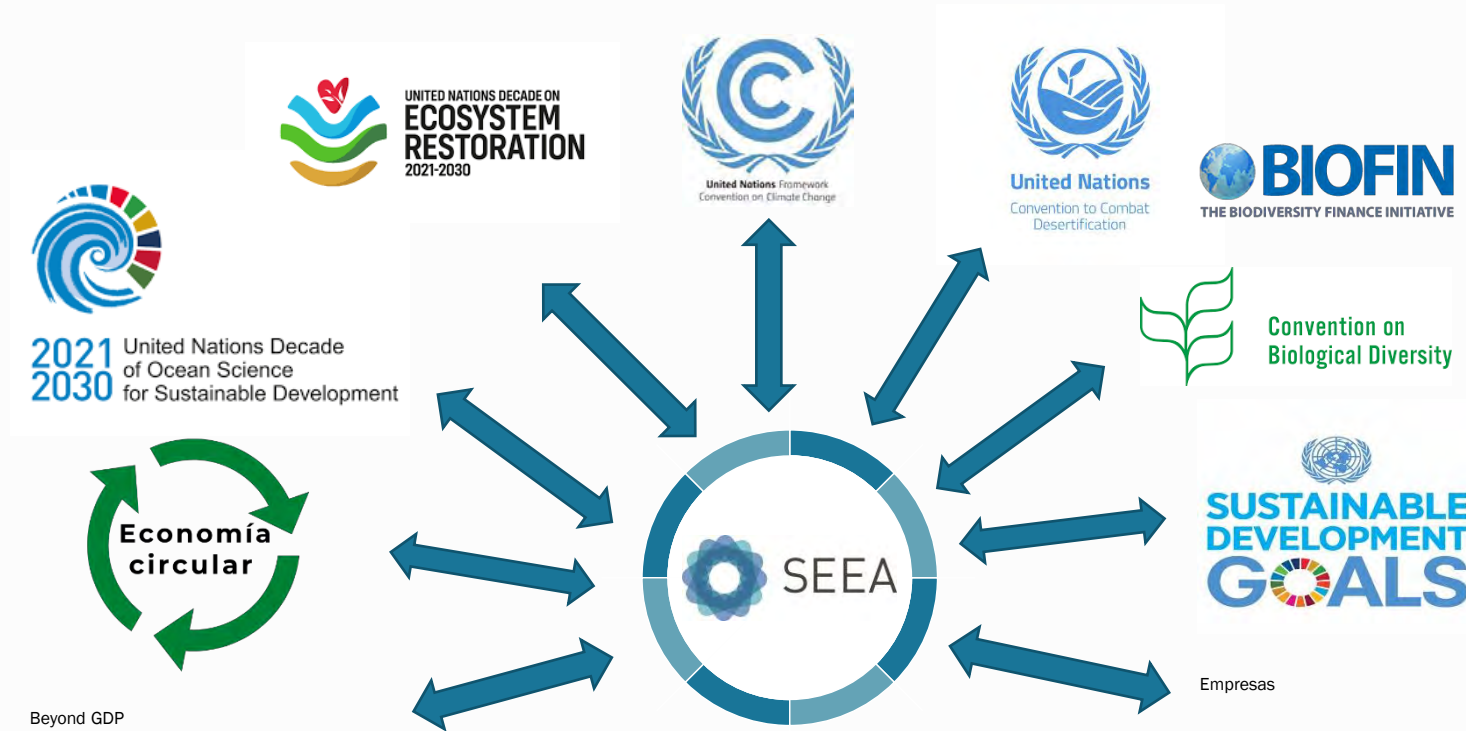 UNITED NATIONS DECADE ON
ECOSYSTEM
RESTORATION
2021-2030
United Nations Framework
Convention on Climate Change
United Nations
Convention to Combat
Desertification
BIOFIN
THE BIODIVERSITY FINANCE INITIATIVE
2021
2030
United Nations Decade
of Ocean Science
for Sustainable Development
Convention on
Biological Diversity
Economía
circular
SEEA
SUSTAINABLE
DEVELOPMENT
GOALS
Empresas
Beyond GDP